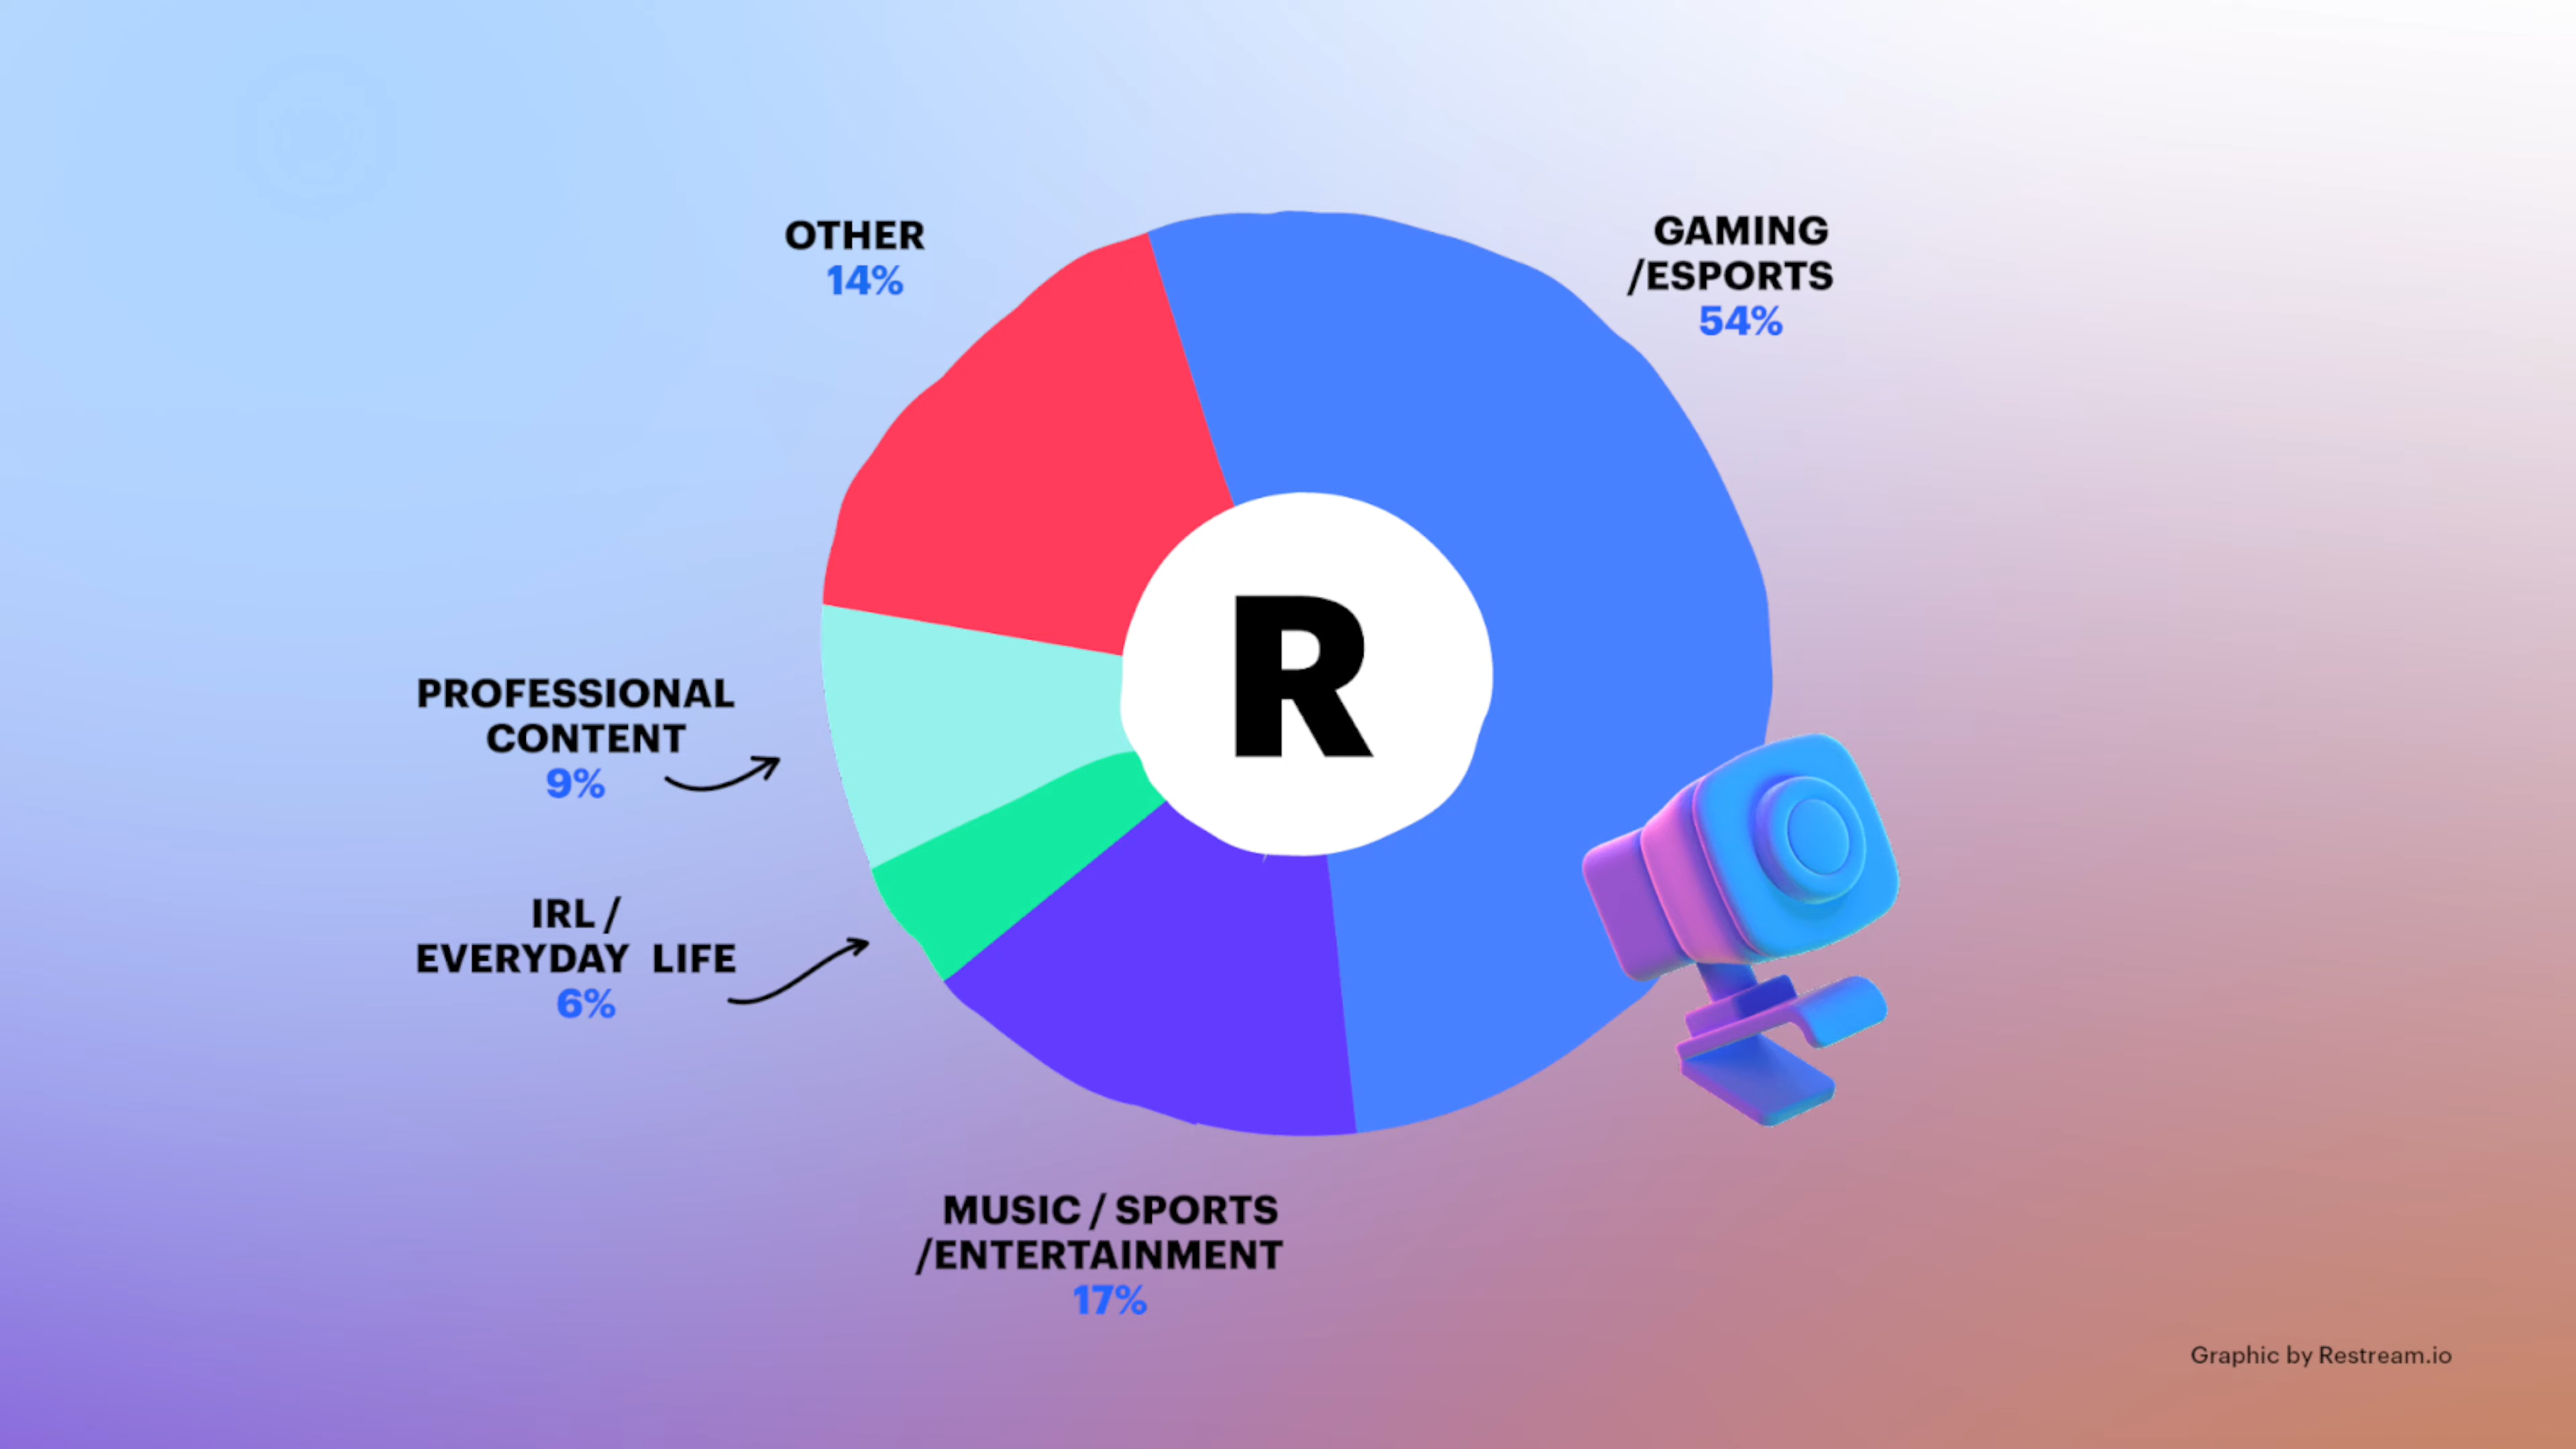 OTHER
14%
GAMING
/ESPORTS
54%
R
PROFESSIONAL
CONTENT
9%
IRL /
EVERYDAY LIFE
6%
MUSIC / SPORTS
/ENTERTAINMENT
17%
Graphic by Restream.io